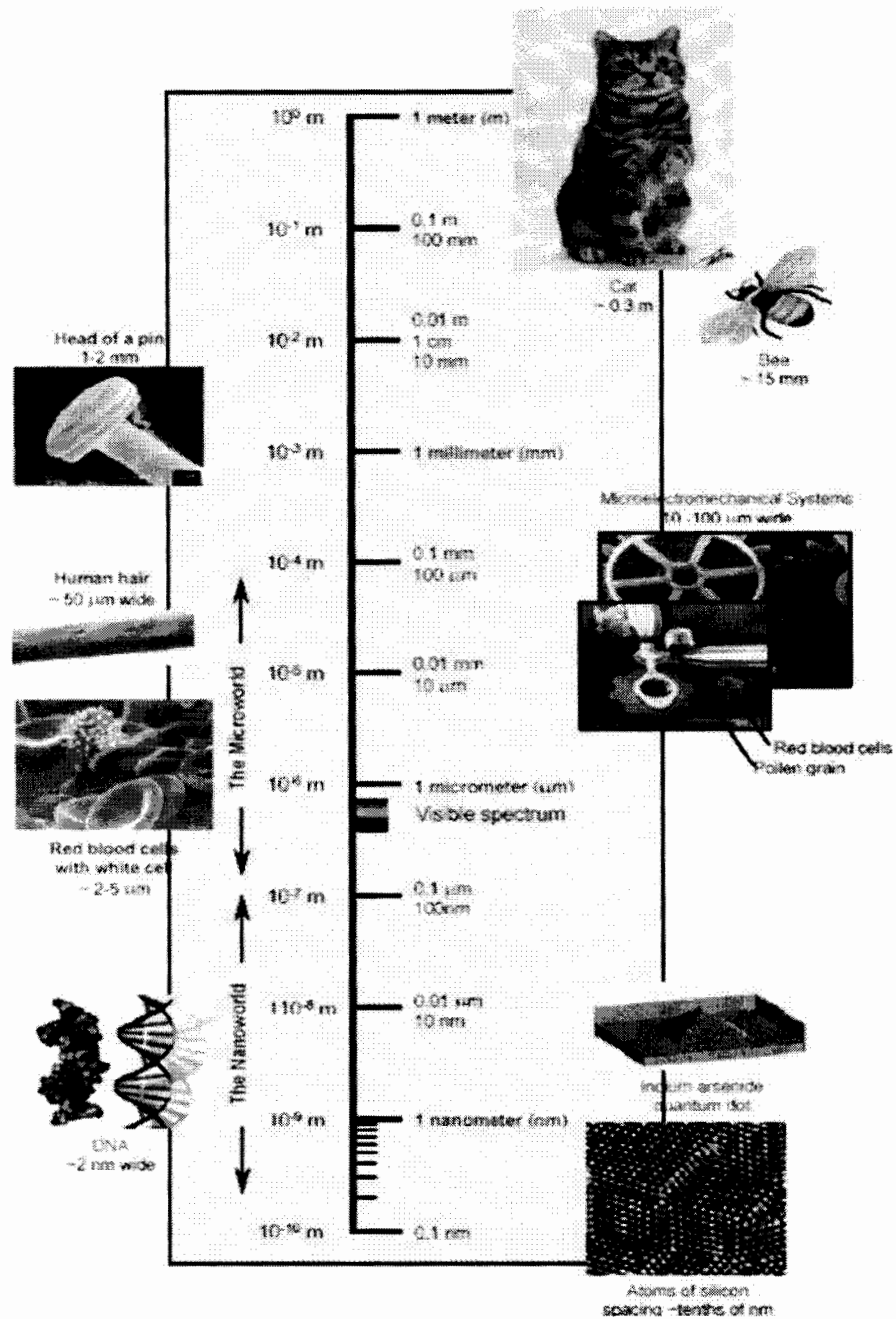 10⁰ m
1 meter (m)
10⁻¹ m
0.1 m
100 mm
Cat
~ 0.3 m
Bee
~ 15 mm
Head of a pin
1-2 mm
10⁻² m
0.01 m
1 cm
10 mm
10⁻³ m
1 millimeter (mm)
Microelectromechanical Systems
10 -100 µm wide
10⁻⁴ m
0.1 mm
100 µm
Human hair
~ 50 µm wide
10⁻⁵ m
0.01 mm
10 µm
The Microworld
Red blood cells
Pollen grain
10⁻⁶ m
1 micrometer (µm)
Visible spectrum
Red blood cells
with white cell
~ 2-5 µm
10⁻⁷ m
0.1 µm
100nm
The Nanoworld
110⁻⁸ m
0.01 µm
10 nm
Indium arsenide
quantum dot
10⁻⁹ m
1 nanometer (nm)
DNA
~2 nm wide
10⁻¹⁰ m
0.1 nm
Atoms of silicon
spacing ~tenths of nm